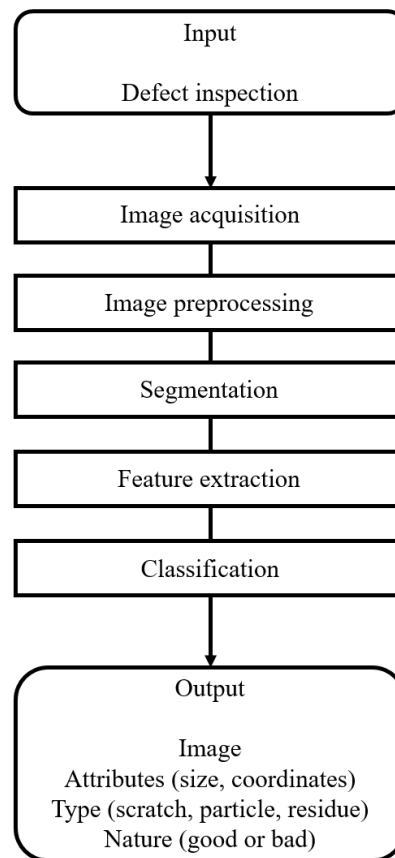 Input
Defect inspection
Image acquisition
Image preprocessing
Segmentation
Feature extraction
Classification
Output
Image
Attributes (size, coordinates)
Type (scratch, particle, residue)
Nature (good or bad)